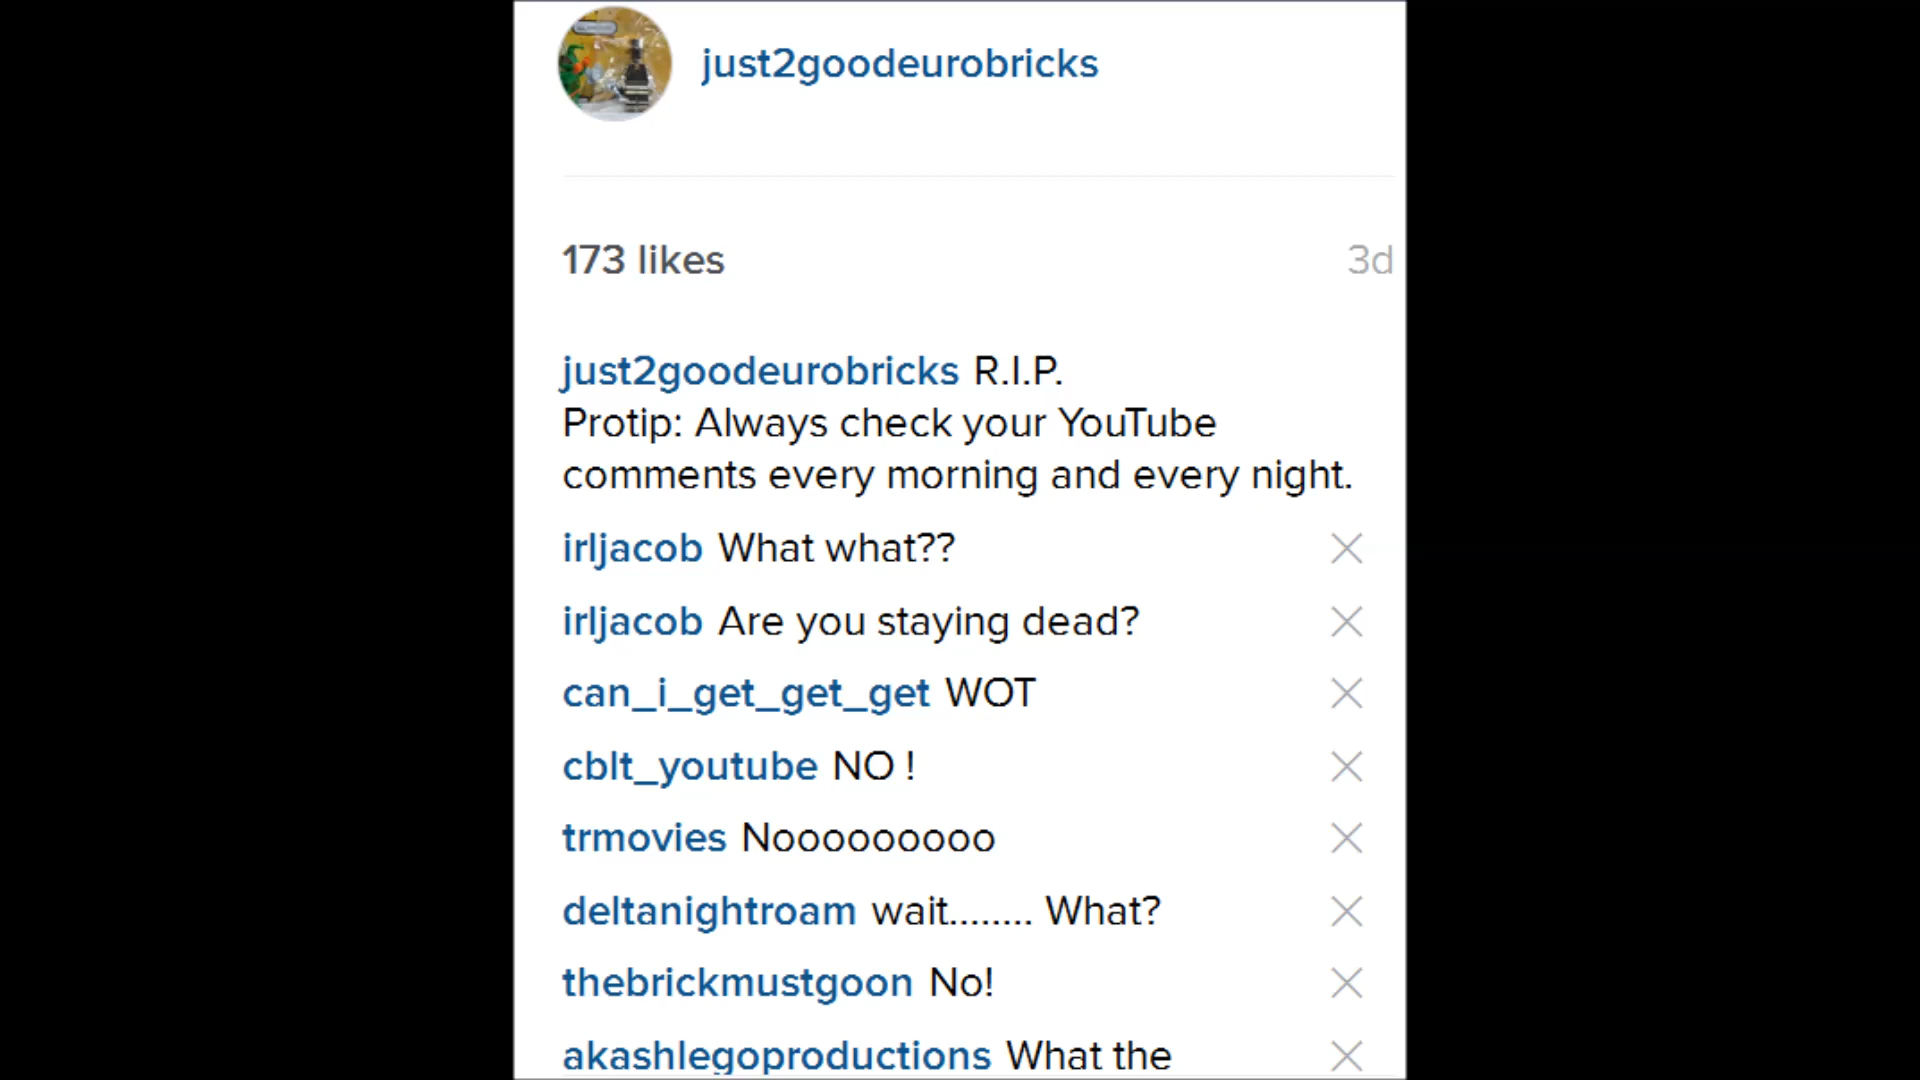 just2goodeurobricks
173 likes 3d
just2goodeurobricks R.I.P.
Protip: Always check your YouTube
comments every morning and every night.
irljacob What what??
irljacob Are you staying dead?
can_i_get_get_get WOT
cblt_youtube NO !
trmovies Nooooooooo
deltanightroam wait........ What?
thebrickmustgoon No!
akashlegoproductions What the